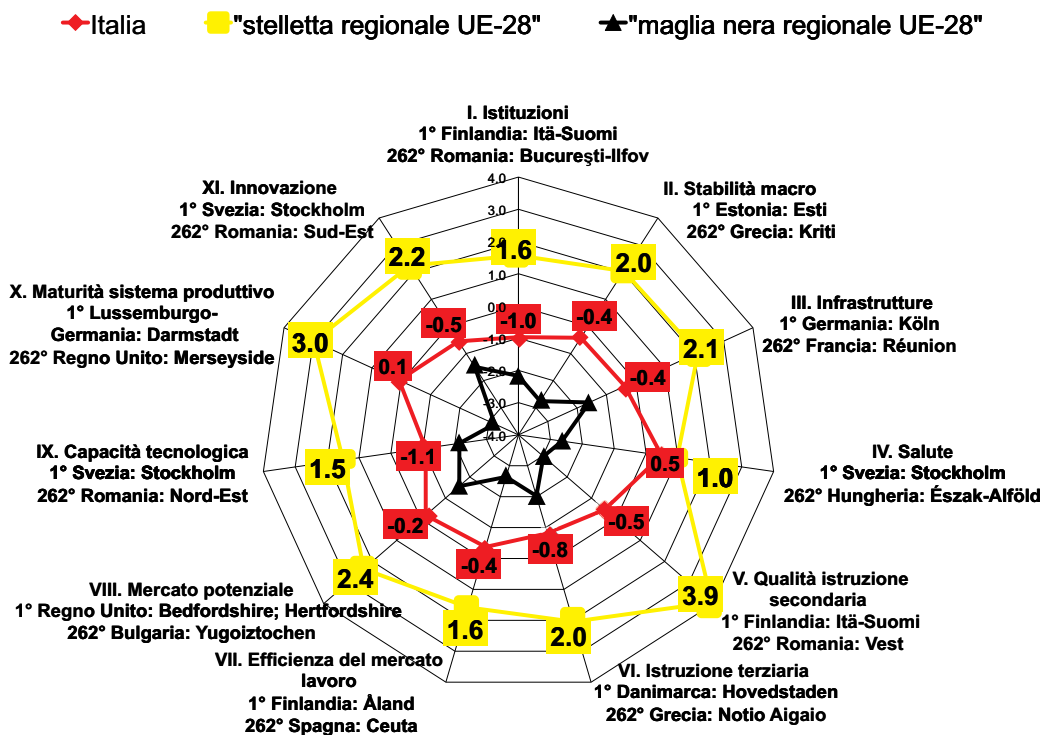 Italia
"stelletta regionale UE-28"
"maglia nera regionale UE-28"
I. Istituzioni
1° Finlandia: Itä-Suomi
262° Romania: Bucureşti-Ilfov
II. Stabilità macro
1° Estonia: Esti
262° Grecia: Kriti
III. Infrastrutture
1° Germania: Köln
262° Francia: Réunion
IV. Salute
1° Svezia: Stockholm
262° Hungheria: Észak-Alföld
V. Qualità istruzione
secondaria
1° Finlandia: Itä-Suomi
262° Romania: Vest
VI. Istruzione terziaria
1° Danimarca: Hovedstaden
262° Grecia: Notio Aigaio
VII. Efficienza del mercato
lavoro
1° Finlandia: Åland
262° Spagna: Ceuta
VIII. Mercato potenziale
1° Regno Unito: Bedfordshire; Hertfordshire
262° Bulgaria: Yugoiztochen
IX. Capacità tecnologica
1° Svezia: Stockholm
262° Romania: Nord-Est
X. Maturità sistema produttivo
1° Lussemburgo-
Germania: Darmstadt
262° Regno Unito: Merseyside
XI. Innovazione
1° Svezia: Stockholm
262° Romania: Sud-Est
4.0
3.0
2.0
1.0
0.0
-1.0
-2.0
-3.0
-4.0
1.6
2.0
2.1
1.0
3.9
2.0
1.6
2.4
1.5
3.0
2.2
-1.0
-0.4
-0.4
0.5
-0.5
-0.8
-0.4
-0.2
-1.1
0.1
-0.5